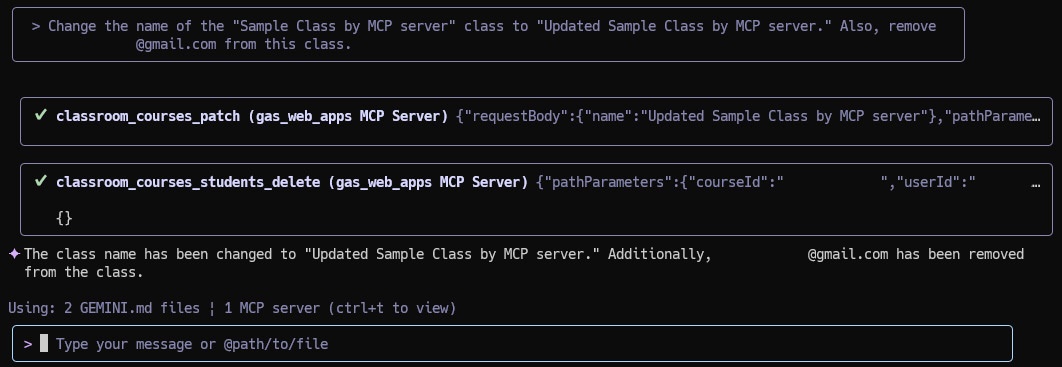 > Change the name of the "Sample Class by MCP server" class to "Updated Sample Class by MCP server." Also, remove
@gmail.com from this class.
✔ classroom_courses_patch (gas_web_apps MCP Server) {"requestBody":{"name":"Updated Sample Class by MCP server"},"pathParame…
✔ classroom_courses_students_delete (gas_web_apps MCP Server) {"pathParameters":{"courseId":" ","userId":" …
{}
✦ The class name has been changed to "Updated Sample Class by MCP server." Additionally, @gmail.com has been removed
from the class.
Using: 2 GEMINI.md files ¦ 1 MCP server (ctrl+t to view)
> Type your message or @path/to/file